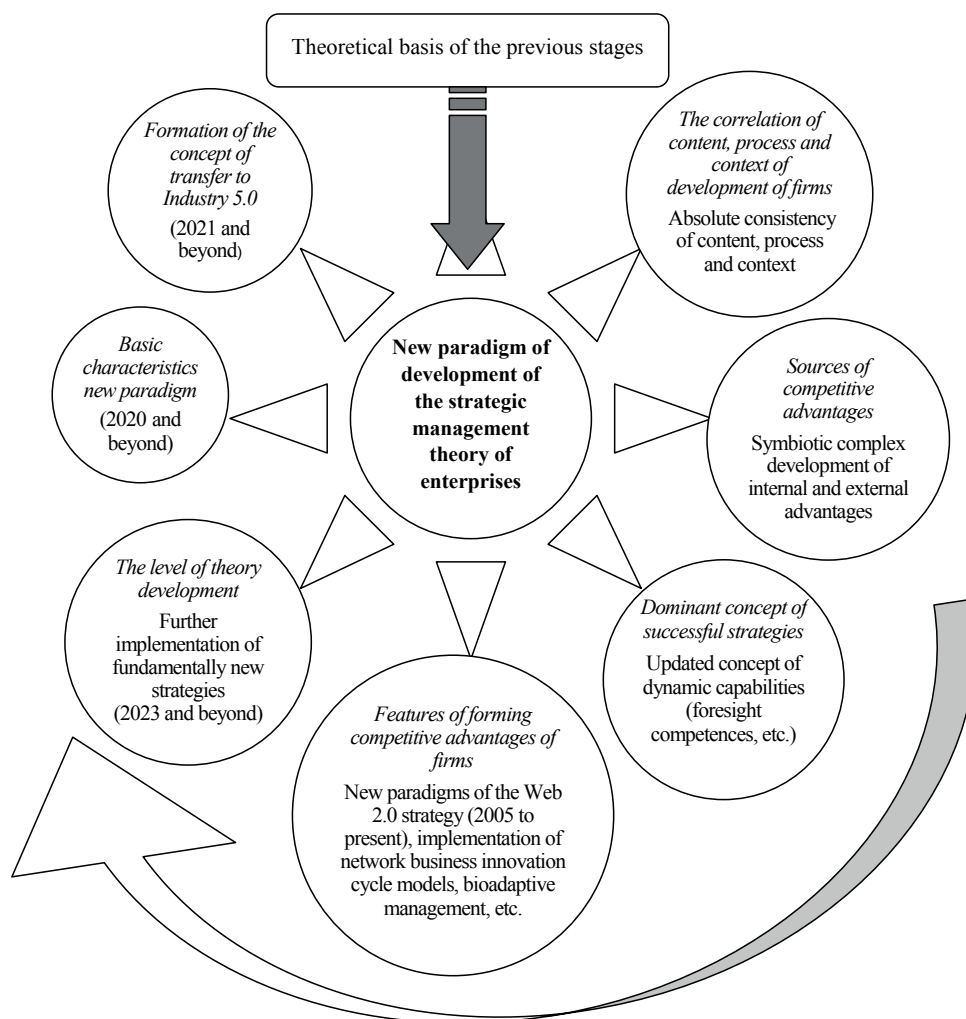 Theoretical basis of the previous stages
Formation of the
concept of
transfer to
Industry 5.0
(2021 and
beyond)
The correlation of
content, process and
context of
development of firms
Absolute consistency
of content, process
and context
Basic
characteristics
new paradigm
(2020 and
beyond)
New paradigm of
development of
the strategic
management
theory of
enterprises
Sources of
competitive
advantages
Symbiotic complex
development of
internal and external
advantages
The level of theory
development
Further
implementation of
fundamentally new
strategies
(2023 and beyond)
Dominant concept of
successful strategies
Updated concept of
dynamic capabilities
(foresight
competences, etc.)
Features of forming
competitive advantages of
firms
New paradigms of the Web
2.0 strategy (2005 to
present), implementation of
network business innovation
cycle models, bioadaptive
management, etc.